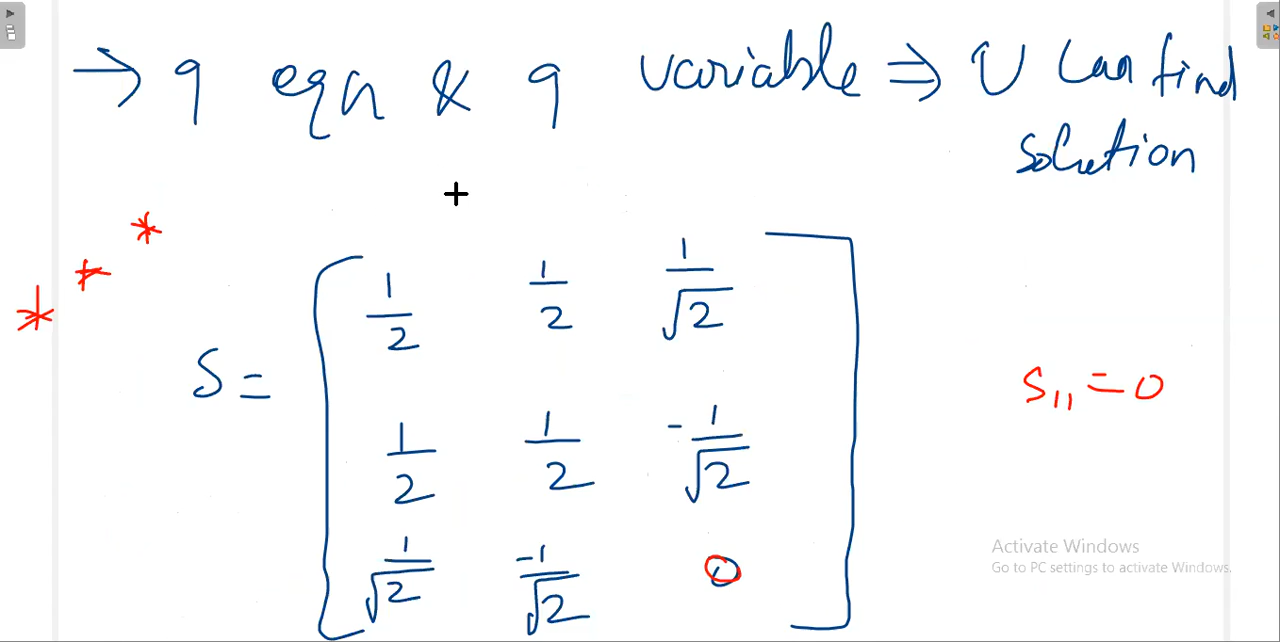 → 9 eqn & 9 variable ⇒ U can find
solution
* * *
S = [ 1/2 1/2 1/√2
1/2 1/2 -1/√2
1/√2 -1/√2 0 ]
S₁₁ = 0
Activate Windows
Go to PC settings to activate Windows.